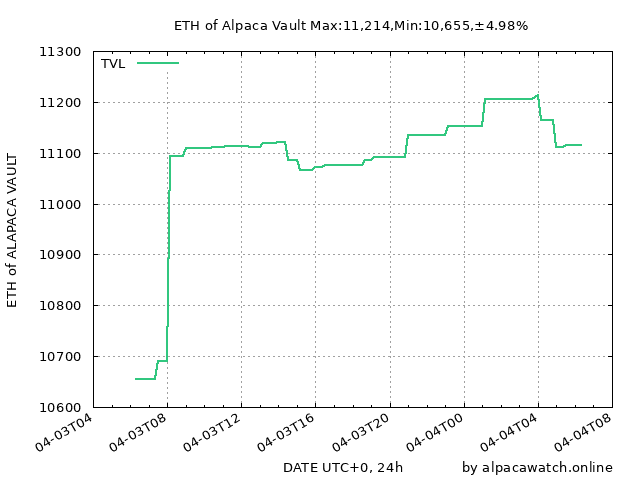 ETH of Alpaca Vault Max:11,214,Min:10,655,±4.98%
TVL
ETH of ALAPACA VAULT
11300
11200
11100
11000
10900
10800
10700
10600
04-03T04
04-03T08
04-03T12
04-03T16
04-03T20
04-04T00
04-04T04
04-04T08
DATE UTC+0, 24h
by alpacawatch.online